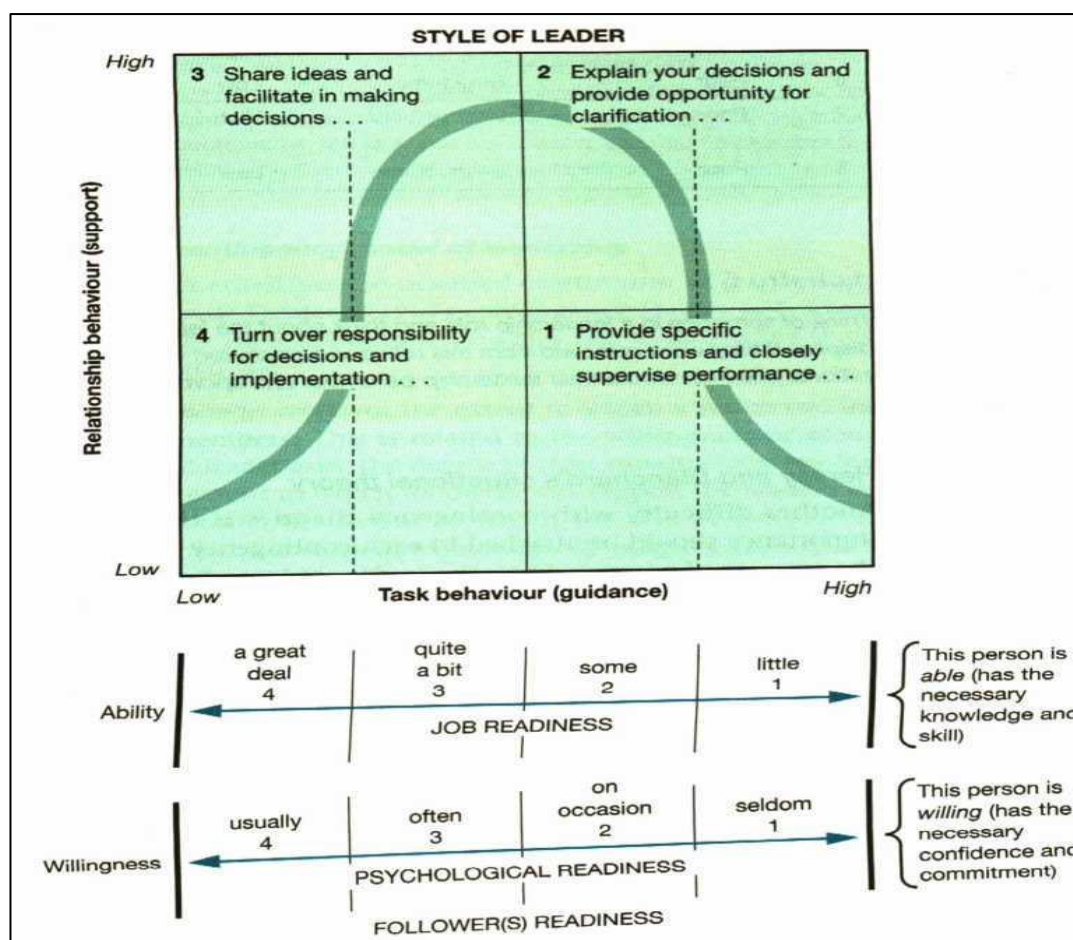 STYLE OF LEADER
High
3 Share ideas and
facilitate in making
decisions . . .
2 Explain your decisions and
provide opportunity for
clarification . . .
Relationship behaviour (support)
4 Turn over responsibility
for decisions and
implementation
1 Provide specific
instructions and closely
supervise performance
Low
Low
Task behaviour (guidance)
High
Ability
a great
deal
4
quite
a bit
3
some
2
little
1
JOB READINESS
This person is
able (has the
necessary
knowledge and
skill)
Willingness
usually
4
often
3
on
occasion
2
seldom
1
PSYCHOLOGICAL READINESS
This person is
willing (has the
necessary
confidence and
commitment)
FOLLOWER(S) READINESS